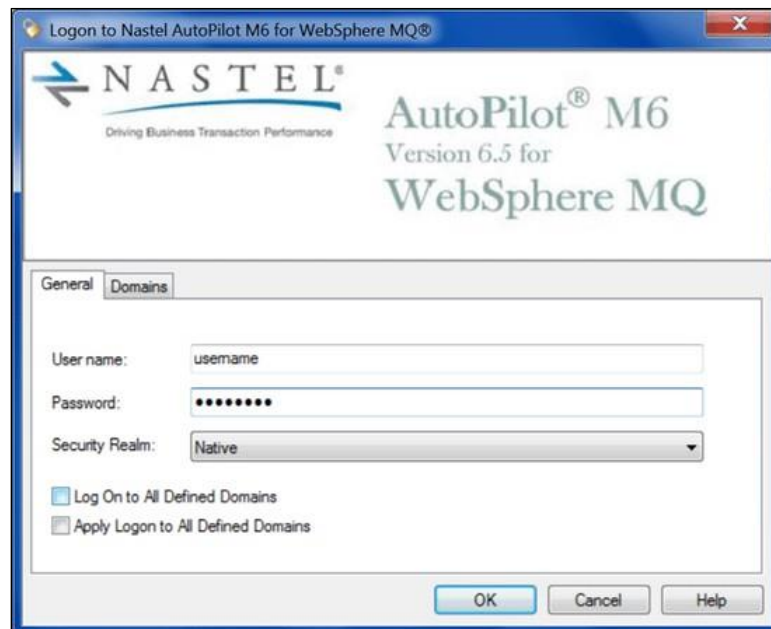 Logon to Nastel AutoPilot M6 for WebSphere MQ®
NASTEL®
Driving Business Transaction Performance
AutoPilot® M6
Version 6.5 for
WebSphere MQ
General Domains
User name: username
Password: ••••••••
Security Realm: Native
Log On to All Defined Domains
Apply Logon to All Defined Domains
OK Cancel Help